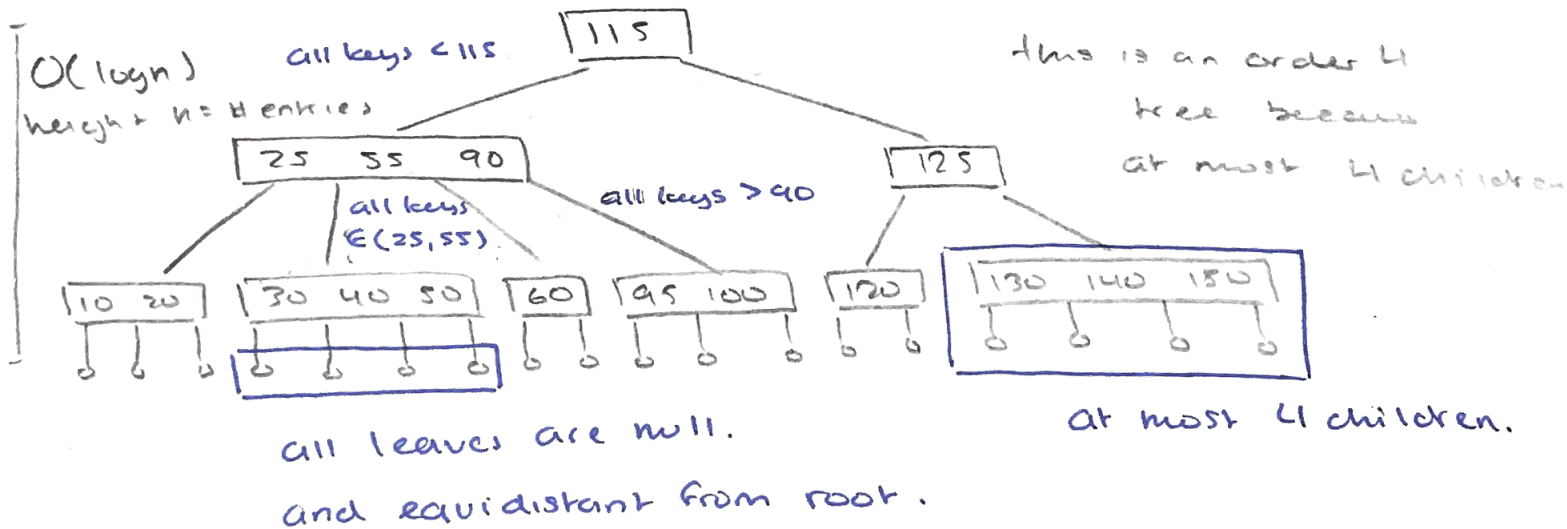 115
all keys < 115
O(logn)
height n = # entries
this is an order 4
tree because
at most 4 children
25 55 90
125
all keys
∈(25,55)
all keys > 90
10 20
30 40 50
60
95 100
120
130 140 150
all leaves are null.
and equidistant from root.
at most 4 children.